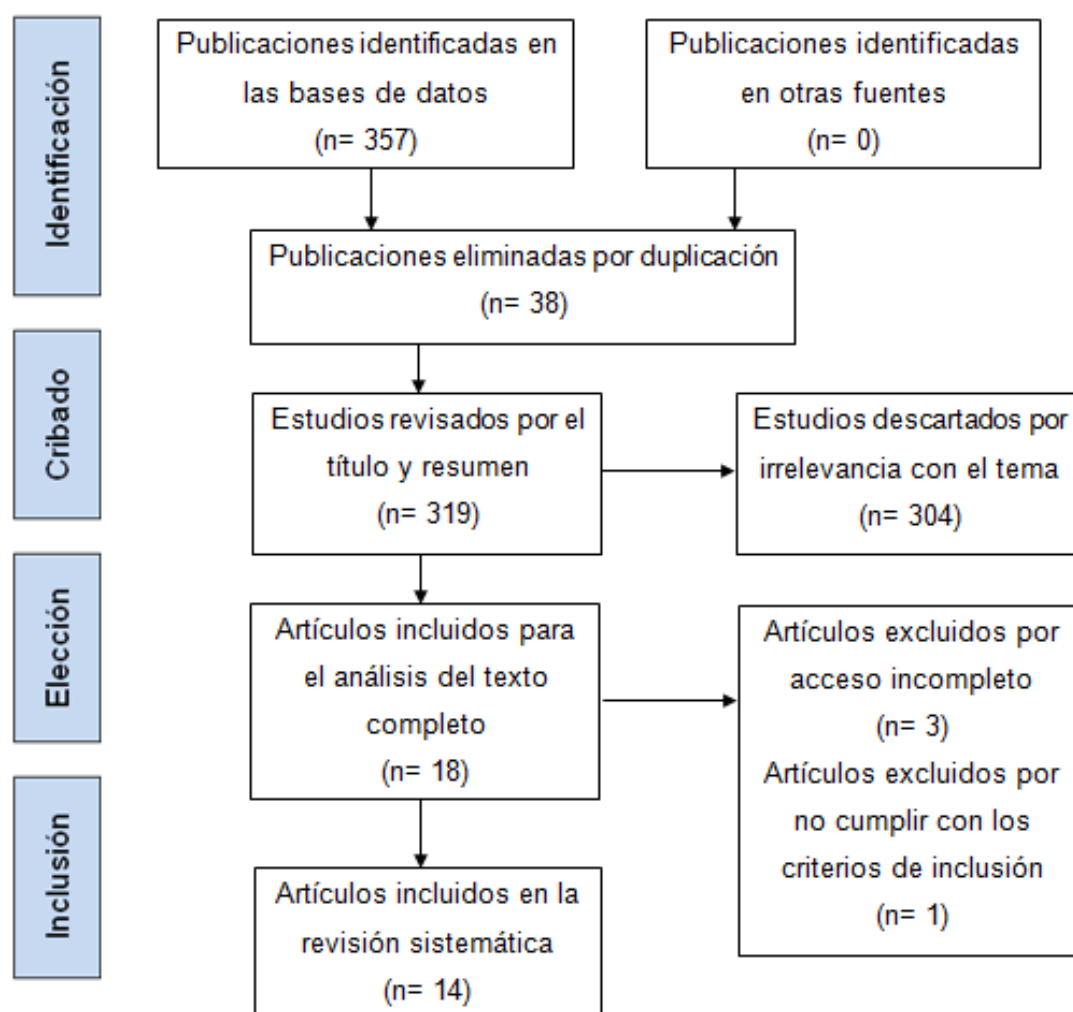 Identificación
Publicaciones identificadas en
las bases de datos
(n= 357)
Publicaciones identificadas
en otras fuentes
(n= 0)
Publicaciones eliminadas por duplicación
(n= 38)
Cribado
Estudios revisados por el
título y resumen
(n= 319)
Estudios descartados por
irrelevancia con el tema
(n= 304)
Elección
Artículos incluidos para
el análisis del texto
completo
(n= 18)
Artículos excluidos por
acceso incompleto
(n= 3)
Artículos excluidos por
no cumplir con los
criterios de inclusión
(n= 1)
Inclusión
Artículos incluidos en la
revisión sistemática
(n= 14)